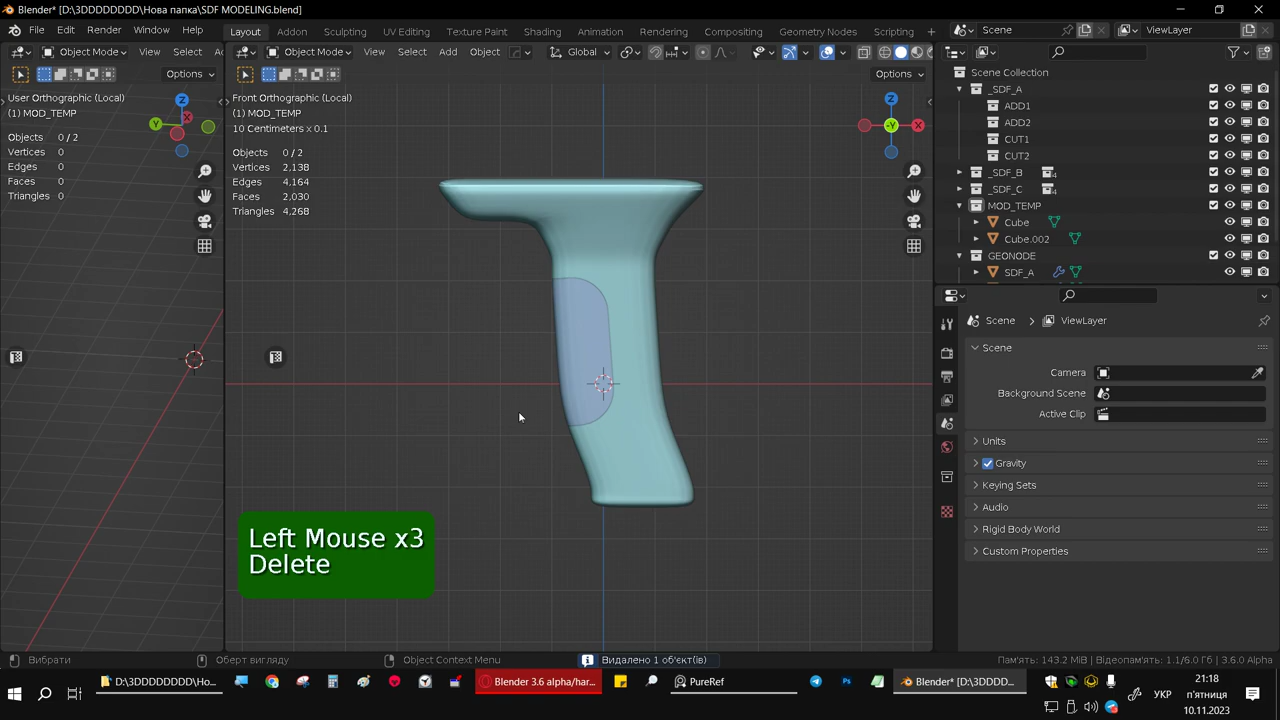 Blender* [D:\3DDDDDDDD\Нова папка\SDF MODELING.blend]
File Edit Render Window Help
Layout Addon Sculpting UV Editing Texture Paint Shading Animation Rendering Compositing Geometry Nodes Scripting
Scene
ViewLayer
Object Mode View Select
Object Mode View Select Add Object
Global
Options
Options
User Orthographic (Local)
(1) MOD_TEMP
Objects 0 / 2
Vertices 0
Edges 0
Faces 0
Triangles 0
Z
Y
X
Front Orthographic (Local)
(1) MOD_TEMP
10 Centimeters x 0.1
Objects 0 / 2
Vertices 2,138
Edges 4,164
Faces 2,030
Triangles 4,268
Z
-Y
X
Left Mouse x3
Delete
Scene Collection
_SDF_A
ADD1
ADD2
CUT1
CUT2
_SDF_B 4
_SDF_C 4
MOD_TEMP
Cube
Cube.002
GEONODE
SDF_A
Scene ViewLayer
Scene
Camera
Background Scene
Active Clip
Units
Gravity
Keying Sets
Audio
Rigid Body World
Custom Properties
Вибрати
Оберт вигляду
Object Context Menu
Видалено 1 об'єкт(ів)
Пам'ять: 143.2 MiB | Відеопам'ять: 1.1/6.0 Гі | 3.6.0 Alpha
D:\3DDDDDDDD\Но...
Blender 3.6 alpha/har...
PureRef
Blender* [D:\3DDDD...
УКР
21:18
п'ятниця
10.11.2023